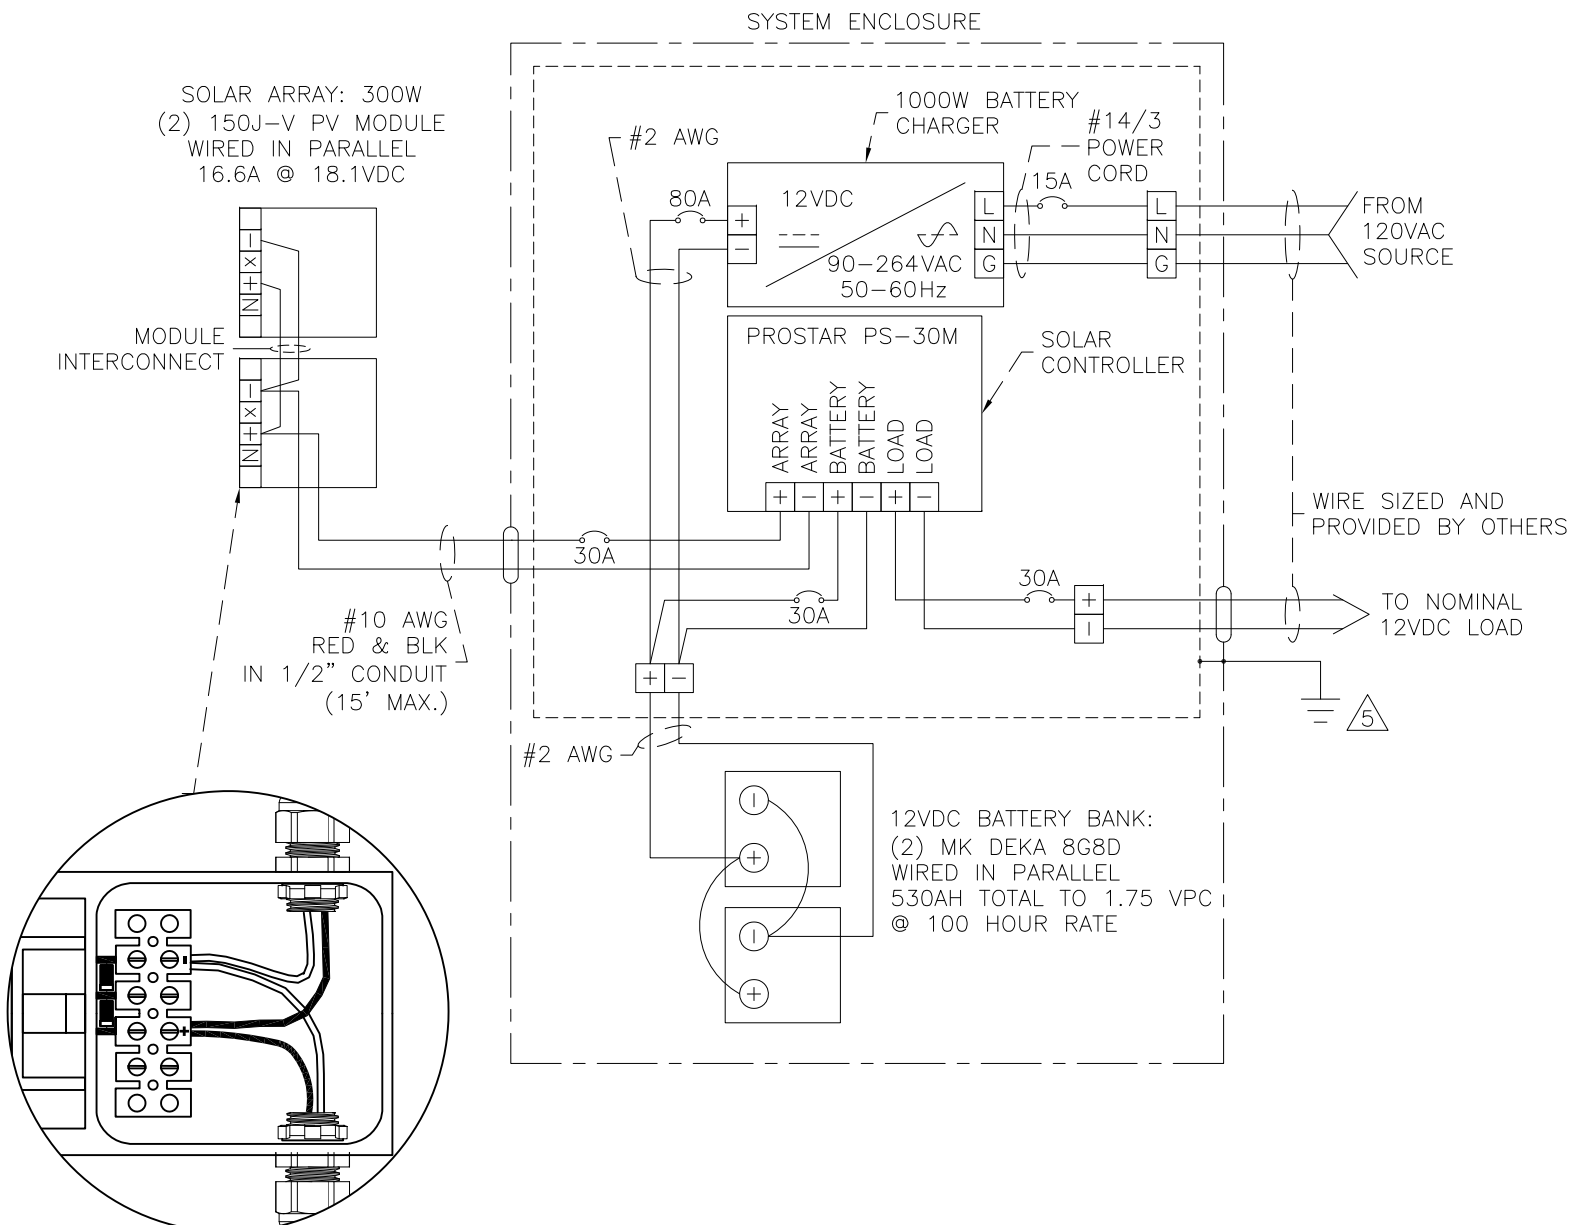 SYSTEM ENCLOSURE
SOLAR ARRAY: 300W
(2) 150J-V PV MODULE
WIRED IN PARALLEL
16.6A @ 18.1VDC
#2 AWG
1000W BATTERY
CHARGER
#14/3
POWER
CORD
80A
12VDC
15A
+
-
L
N
G
L
N
G
90-264VAC
50-60Hz
FROM
120VAC
SOURCE
-
x
+
N
MODULE
INTERCONNECT
-
x
+
N
PROSTAR PS-30M
SOLAR
CONTROLLER
ARRAY
ARRAY
BATTERY
BATTERY
LOAD
LOAD
+ - + - + -
WIRE SIZED AND
PROVIDED BY OTHERS
30A
30A
30A
+
-
TO NOMINAL
12VDC LOAD
#10 AWG
RED & BLK
IN 1/2" CONDUIT
(15' MAX.)
+ -
5
#2 AWG
-
+
-
+
12VDC BATTERY BANK:
(2) MK DEKA 8G8D
WIRED IN PARALLEL
530AH TOTAL TO 1.75 VPC
@ 100 HOUR RATE
-
+